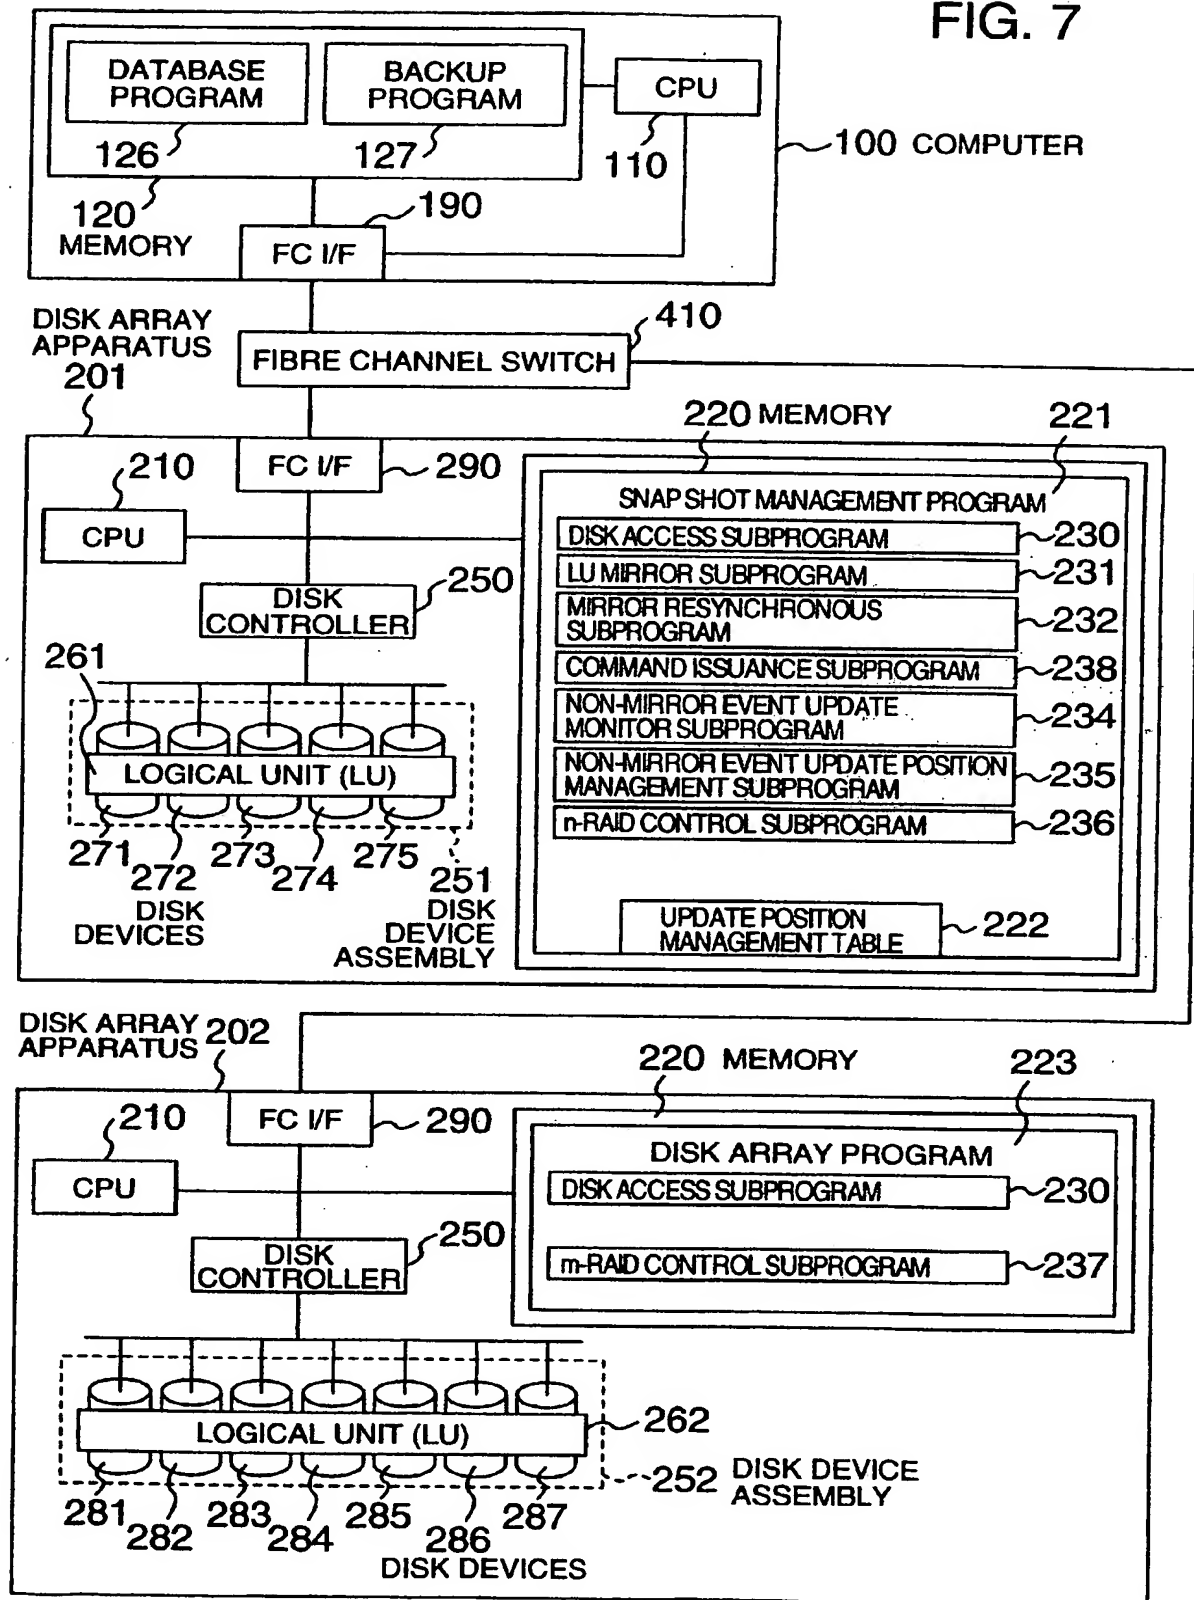 FIG. 7
DATABASE
PROGRAM
BACKUP
PROGRAM
CPU
126
127
110
100 COMPUTER
120
MEMORY
190
FC I/F
DISK ARRAY
APPARATUS
201
410
FIBRE CHANNEL SWITCH
220 MEMORY
221
210
FC I/F
290
CPU
SNAP SHOT MANAGEMENT PROGRAM
DISK ACCESS SUBPROGRAM
230
LU MIRROR SUBPROGRAM
231
MIRROR RESYNCHRONOUS
SUBPROGRAM
232
COMMAND ISSUANCE SUBPROGRAM
238
NON-MIRROR EVENT UPDATE
MONITOR SUBPROGRAM
234
NON-MIRROR EVENT UPDATE POSITION
MANAGEMENT SUBPROGRAM
235
n-RAID CONTROL SUBPROGRAM
236
UPDATE POSITION
MANAGEMENT TABLE
222
DISK
CONTROLLER
250
261
LOGICAL UNIT (LU)
271
272
273
274
275
251
DISK
DEVICES
DISK
DEVICE
ASSEMBLY
DISK ARRAY
APPARATUS
202
220 MEMORY
223
210
FC I/F
290
CPU
DISK ARRAY PROGRAM
DISK ACCESS SUBPROGRAM
230
m-RAID CONTROL SUBPROGRAM
237
DISK
CONTROLLER
250
LOGICAL UNIT (LU)
262
252 DISK DEVICE
ASSEMBLY
281
282
283
284
285
286
287
DISK DEVICES